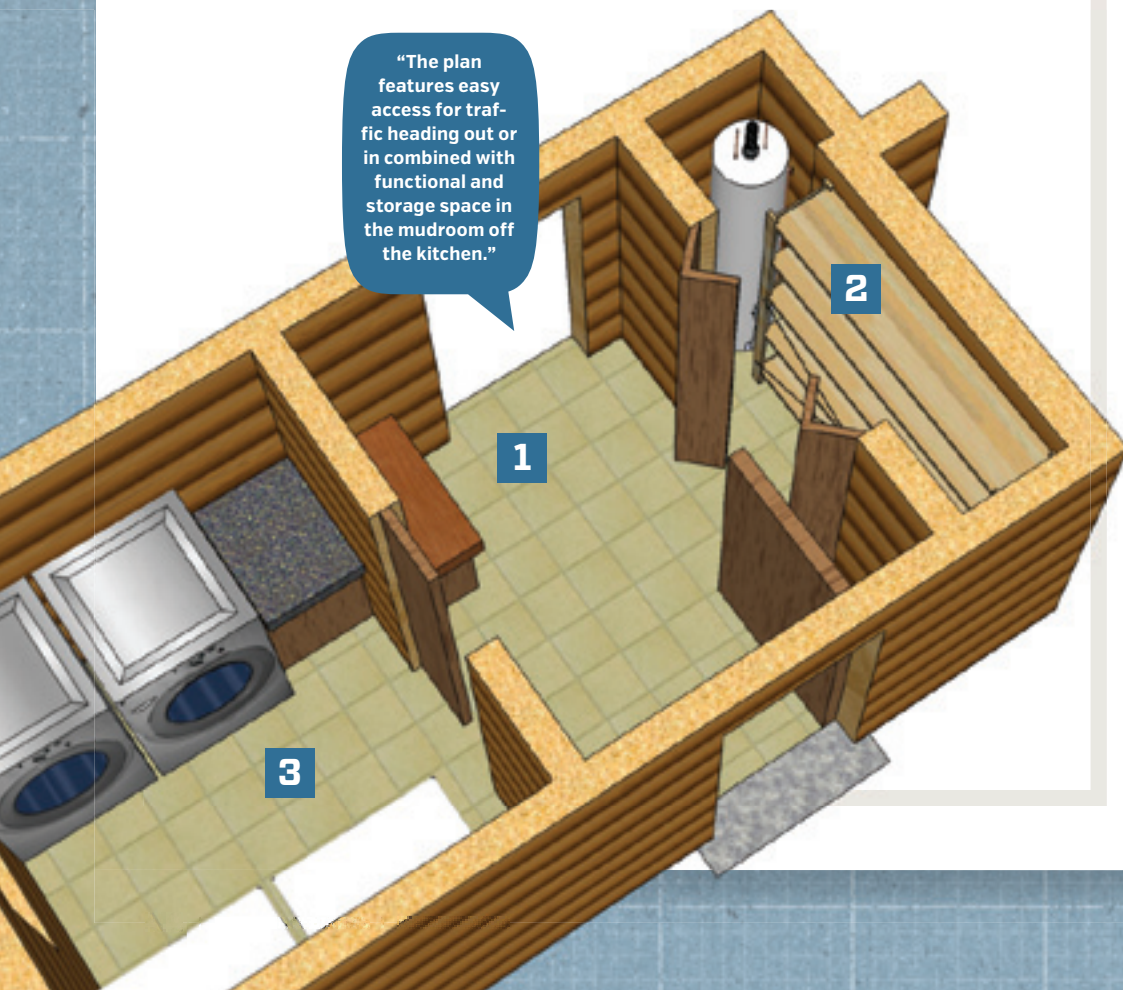 “The plan
features easy
access for traf-
fic heading out or
in combined with
functional and
storage space in
the mudroom off
the kitchen.”
2
1
3